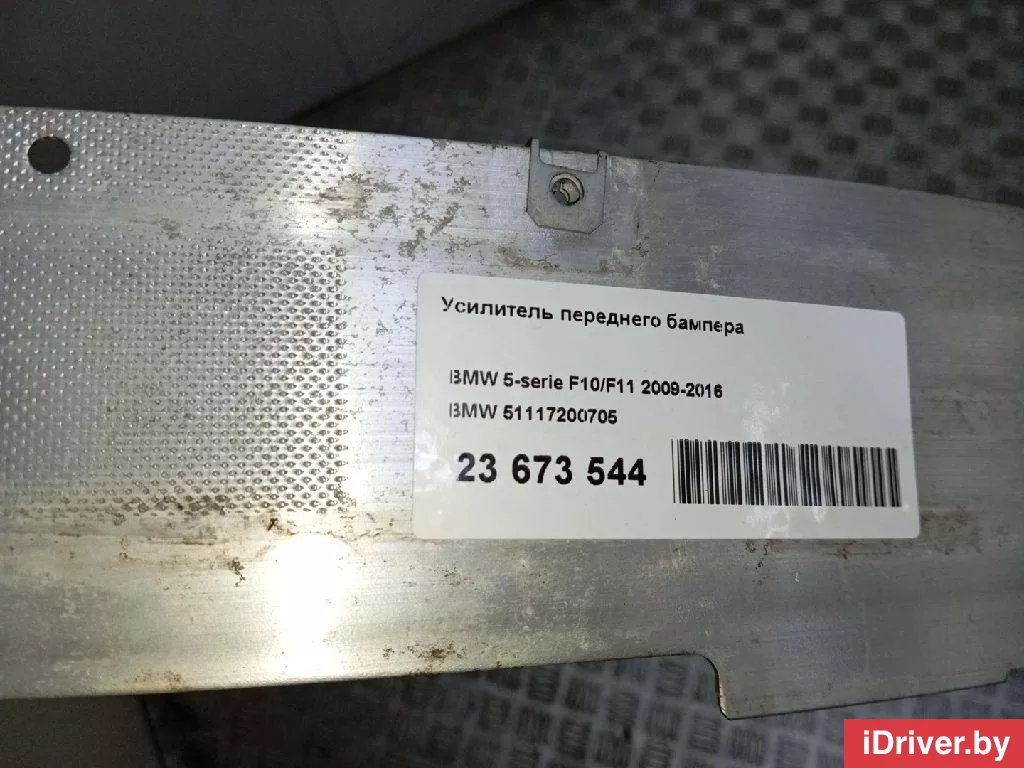 Усилитель переднего бампера
BMW 5-serie F10/F11 2009-2016
BMW 51117200705
23 673 544
iDriver.by